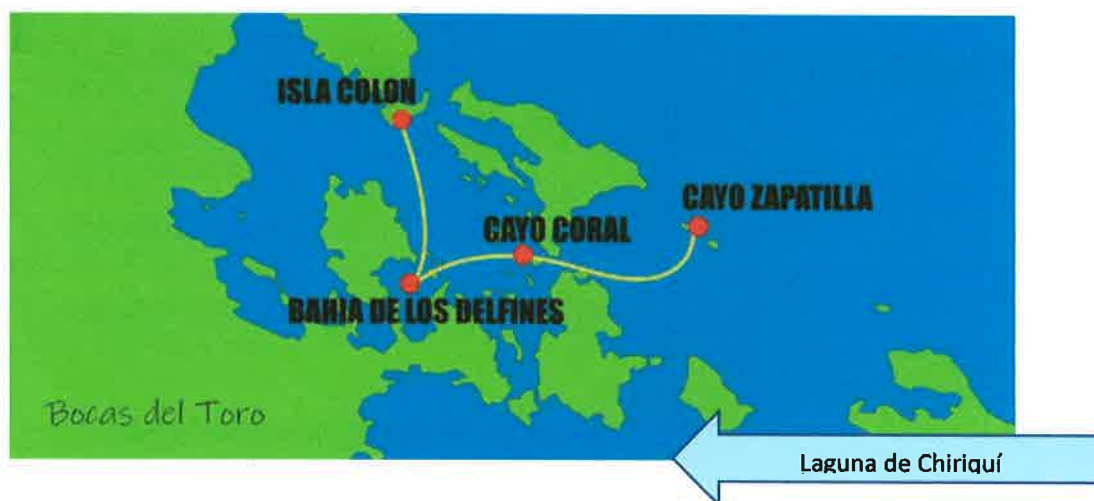 ISLA COLON
CAYO ZAPATILLA
CAYO CORAL
BAHIA DE LOS DELFINES
Bocas del Toro
Laguna de Chiriquí